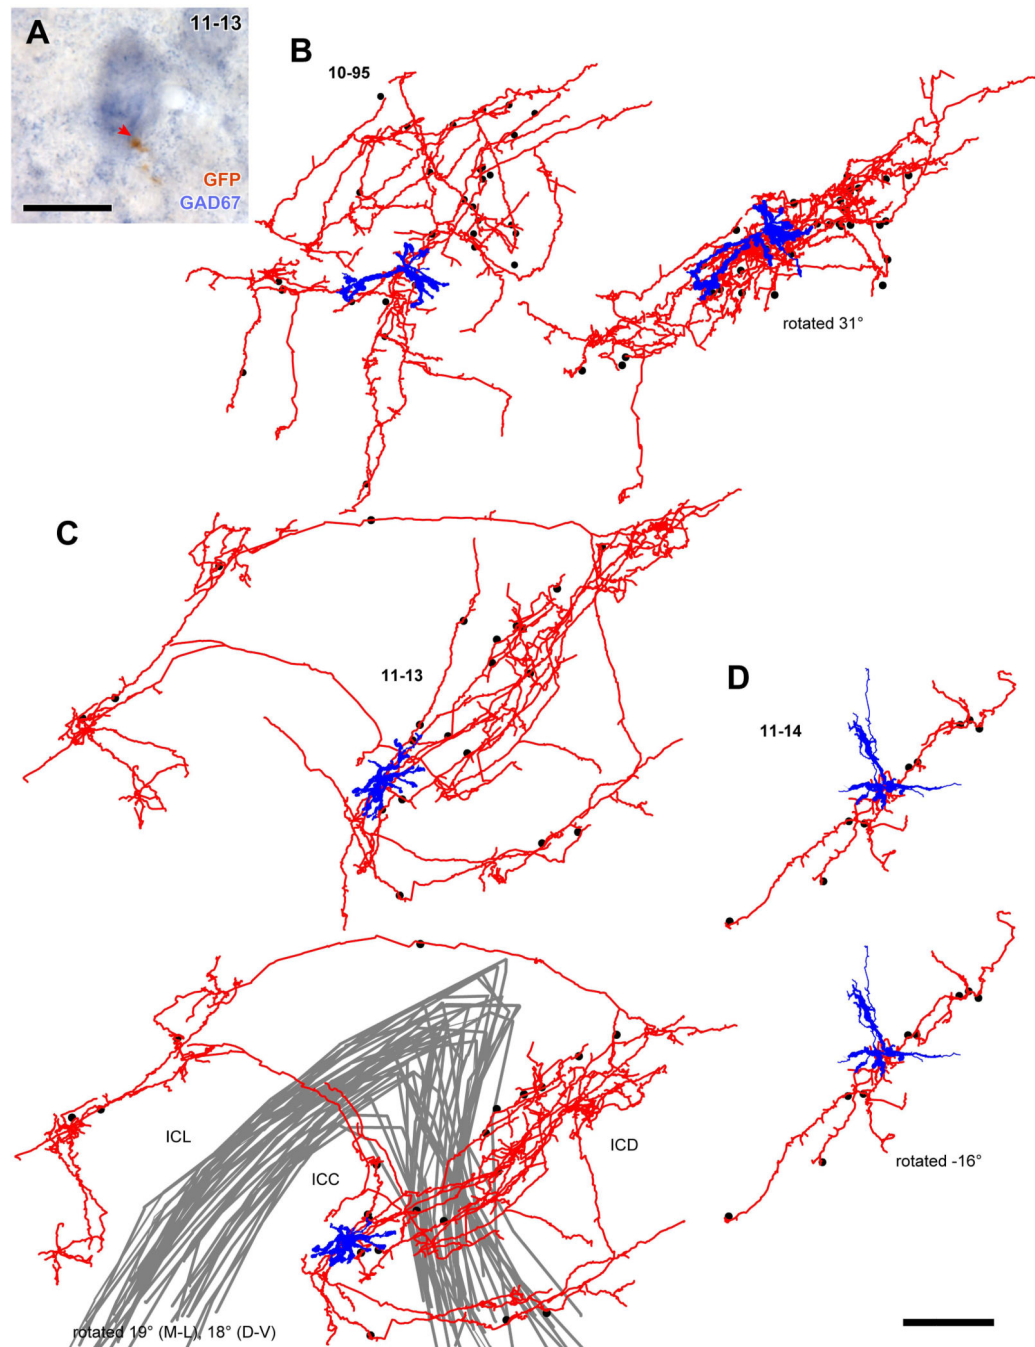 A
11-13
GFP
GAD67
B
10-95
rotated 31°
C
11-13
D
11-14
ICL
ICC
ICD
rotated -16°
rotated 19° (M-L), 18° (D-V)